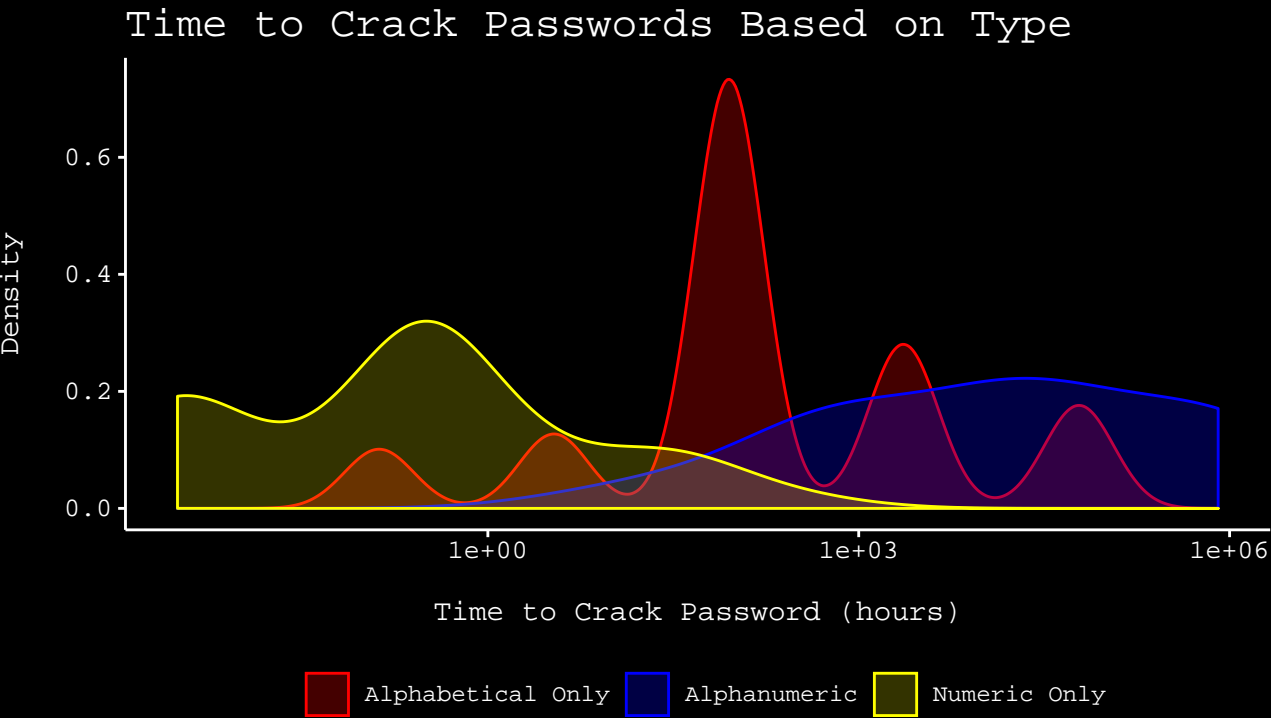 Time to Crack Passwords Based on Type
Density
0.6
0.4
0.2
0.0
1e+00 1e+03 1e+06
Time to Crack Password (hours)
Alphabetical Only Alphanumeric Numeric Only